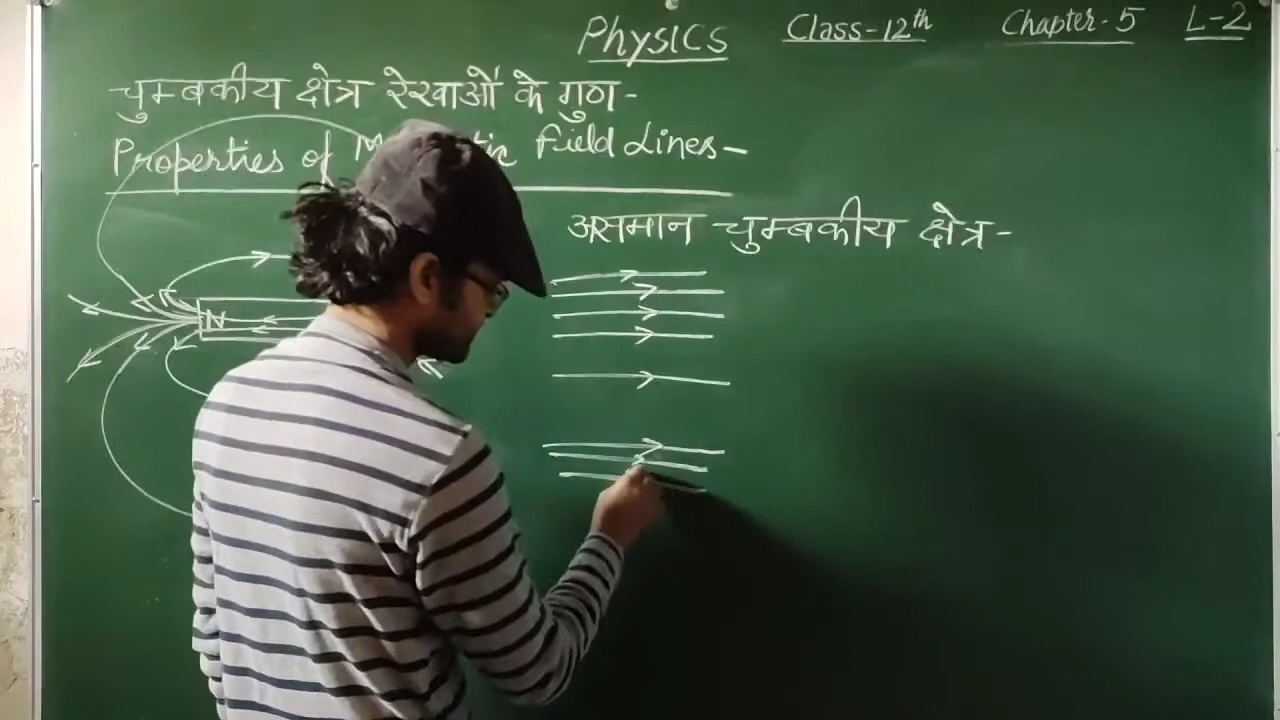 Physics Class-12th Chapter-5 L-2
चुम्बकीय क्षेत्र रेखाओं के गुण-
Properties of Field Lines-
असमान चुम्बकीय क्षेत्र-
N